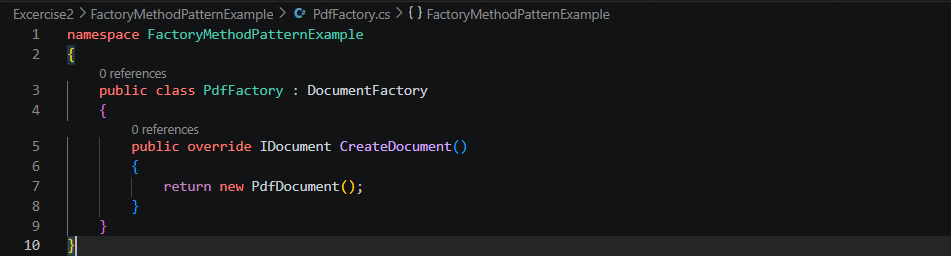 Excercise2 > FactoryMethodPatternExample > PdfFactory.cs > {} FactoryMethodPatternExample
1 namespace FactoryMethodPatternExample
2 {
0 references
3 public class PdfFactory : DocumentFactory
4 {
0 references
5 public override IDocument CreateDocument()
6 {
7 return new PdfDocument();
8 }
9 }
10 }